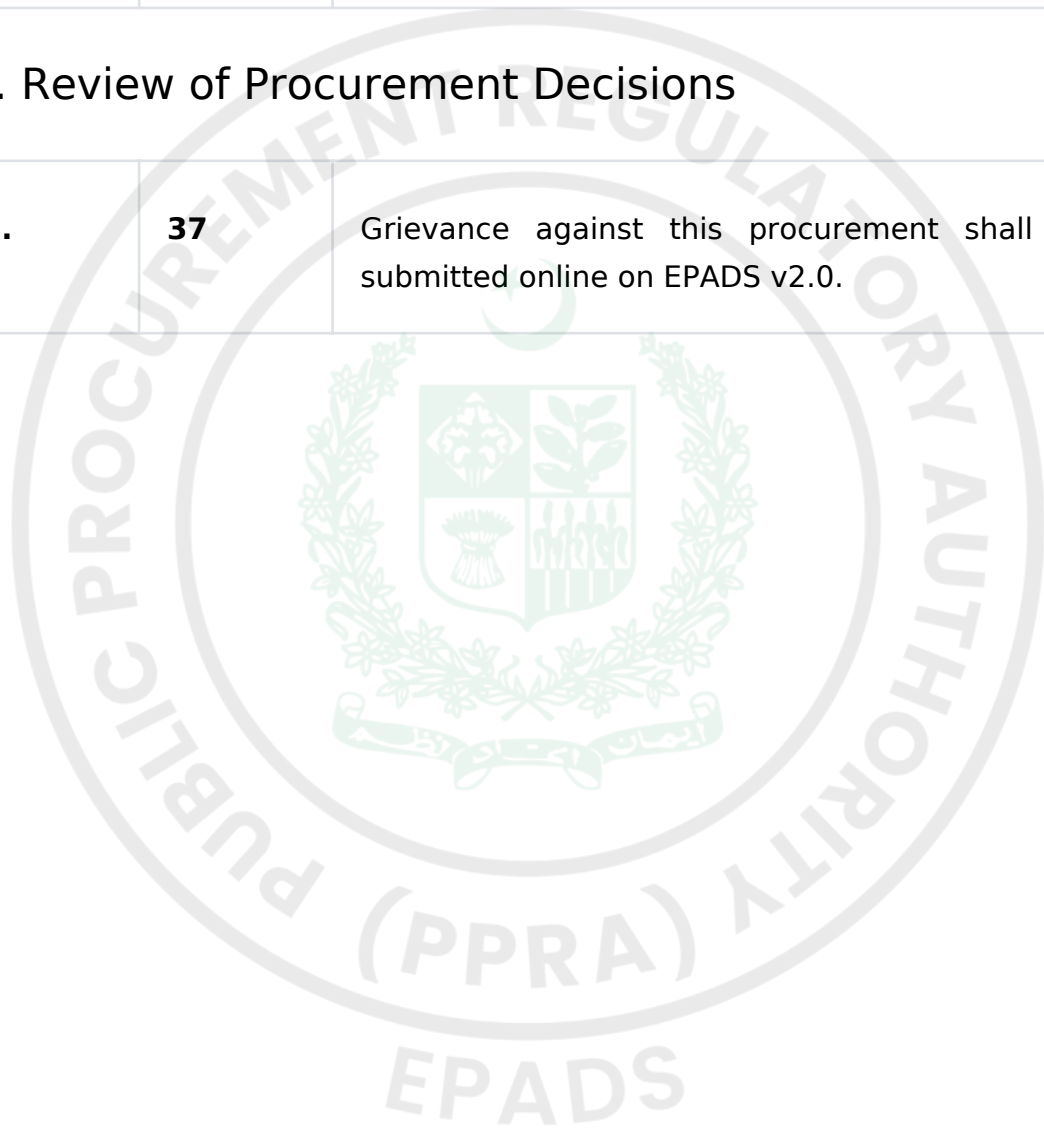 . Review of Procurement Decisions
. 37 Grievance against this procurement shall
submitted online on EPADS v2.0.
PUBLIC PROCUREMENT REGULATORY AUTHORITY
(PPRA)
EPADS